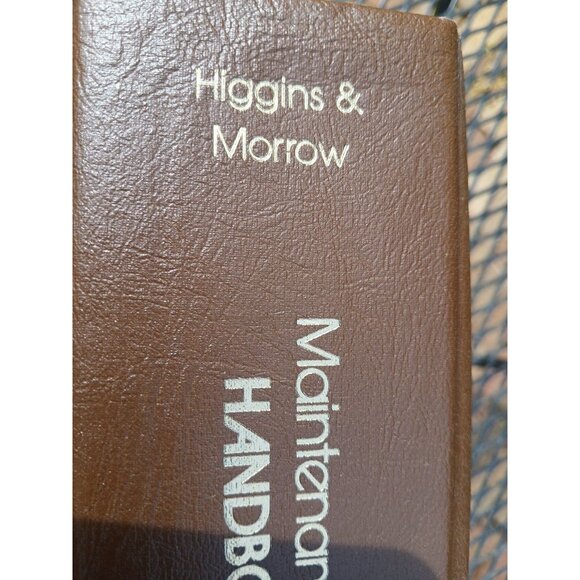 Higgins &
Morrow
Maintenan
HANDBO